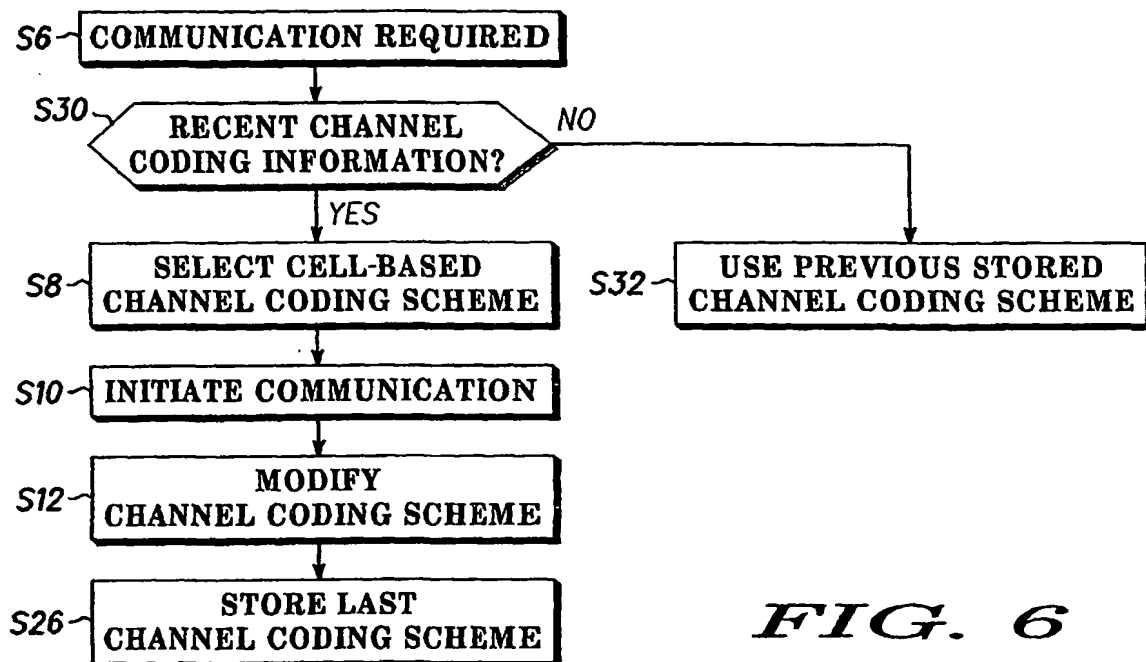 S6
COMMUNICATION REQUIRED
S30
RECENT CHANNEL
CODING INFORMATION?
NO
YES
S8
SELECT CELL-BASED
CHANNEL CODING SCHEME
S32
USE PREVIOUS STORED
CHANNEL CODING SCHEME
S10
INITIATE COMMUNICATION
S12
MODIFY
CHANNEL CODING SCHEME
S26
STORE LAST
CHANNEL CODING SCHEME
FIG. 6